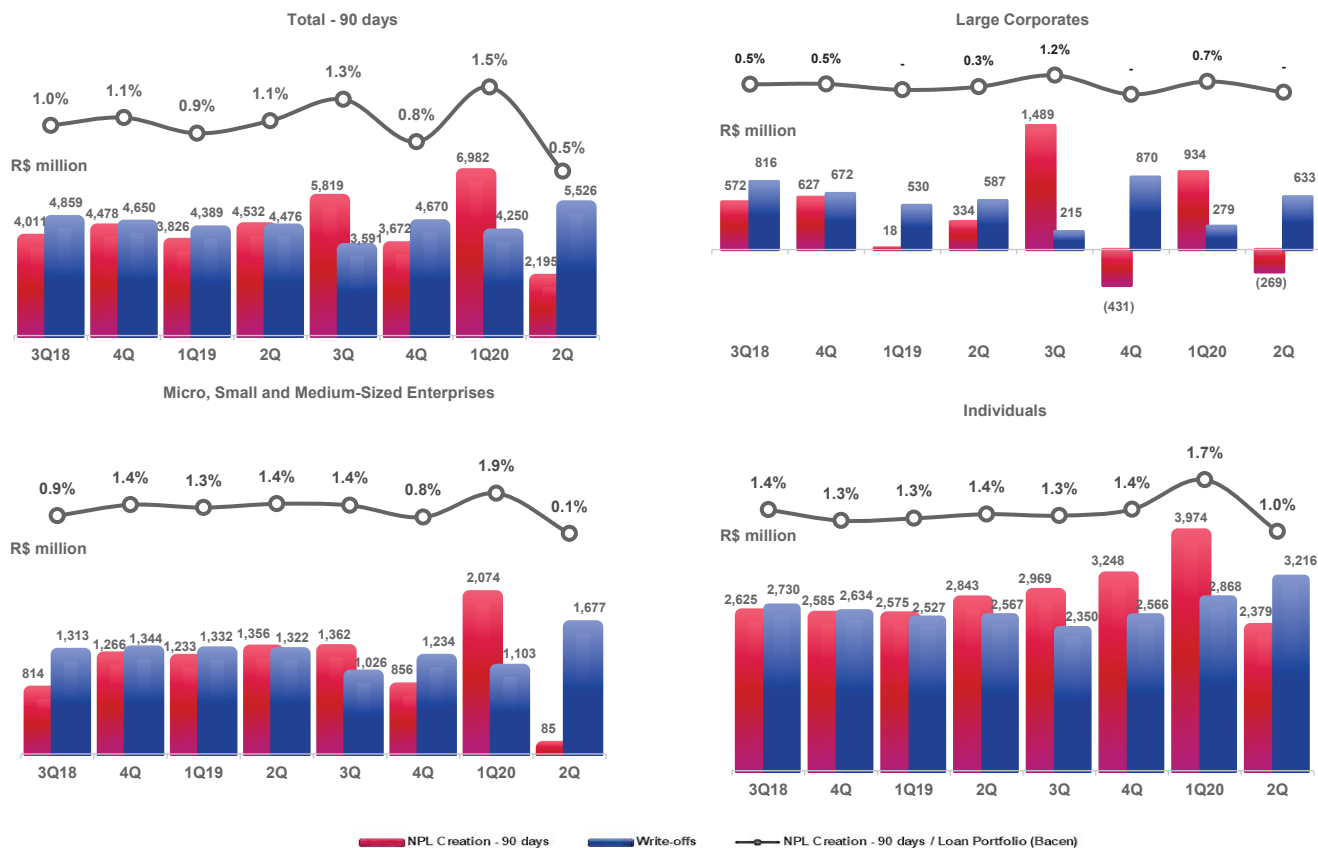 Total - 90 days
1.0% 1.1% 0.9% 1.1% 1.3% 0.8% 1.5% 0.5%
R$ million
4,011 4,859 4,478 4,650 3,826 4,389 4,532 4,476 5,819 3,591 3,672 4,670 6,982 4,250 2,195 5,526
3Q18 4Q 1Q19 2Q 3Q 4Q 1Q20 2Q
Large Corporates
0.5% 0.5% - 0.3% 1.2% - 0.7% -
R$ million
572 816 627 672 18 530 334 587 1,489 215 (431) 870 934 279 (269) 633
3Q18 4Q 1Q19 2Q 3Q 4Q 1Q20 2Q
Micro, Small and Medium-Sized Enterprises
0.9% 1.4% 1.3% 1.4% 1.4% 0.8% 1.9% 0.1%
R$ million
814 1,313 1,266 1,344 1,233 1,332 1,356 1,322 1,362 1,026 856 1,234 2,074 1,103 85 1,677
3Q18 4Q 1Q19 2Q 3Q 4Q 1Q20 2Q
Individuals
1.4% 1.3% 1.3% 1.4% 1.3% 1.4% 1.7% 1.0%
R$ million
2,625 2,730 2,585 2,634 2,575 2,527 2,843 2,567 2,969 2,350 3,248 2,566 3,974 2,868 2,379 3,216
3Q18 4Q 1Q19 2Q 3Q 4Q 1Q20 2Q
NPL Creation - 90 days Write-offs NPL Creation - 90 days / Loan Portfolio (Bacen)